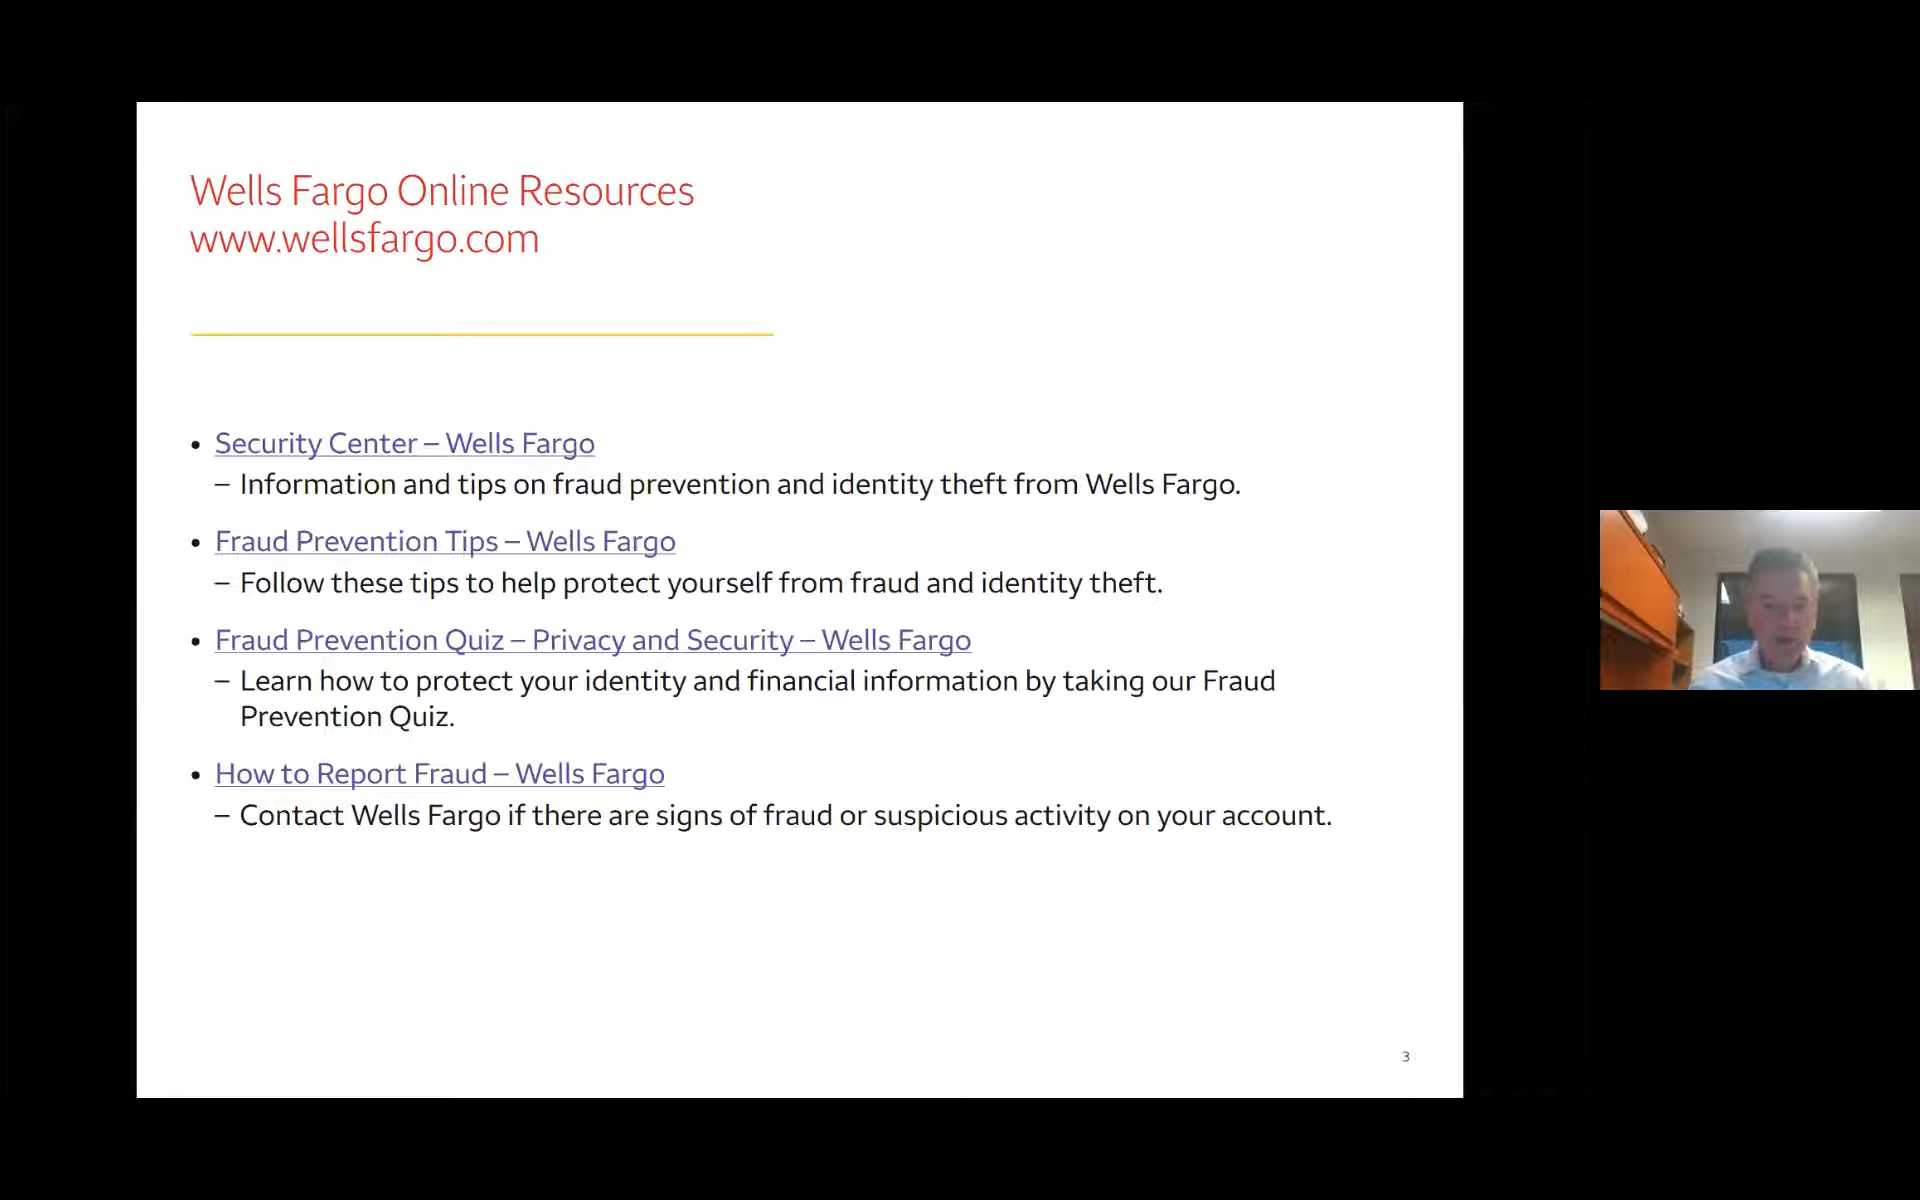 Wells Fargo Online Resources
www.wellsfargo.com
• Security Center – Wells Fargo
– Information and tips on fraud prevention and identity theft from Wells Fargo.
• Fraud Prevention Tips – Wells Fargo
– Follow these tips to help protect yourself from fraud and identity theft.
• Fraud Prevention Quiz – Privacy and Security – Wells Fargo
– Learn how to protect your identity and financial information by taking our Fraud
Prevention Quiz.
• How to Report Fraud – Wells Fargo
– Contact Wells Fargo if there are signs of fraud or suspicious activity on your account.
3